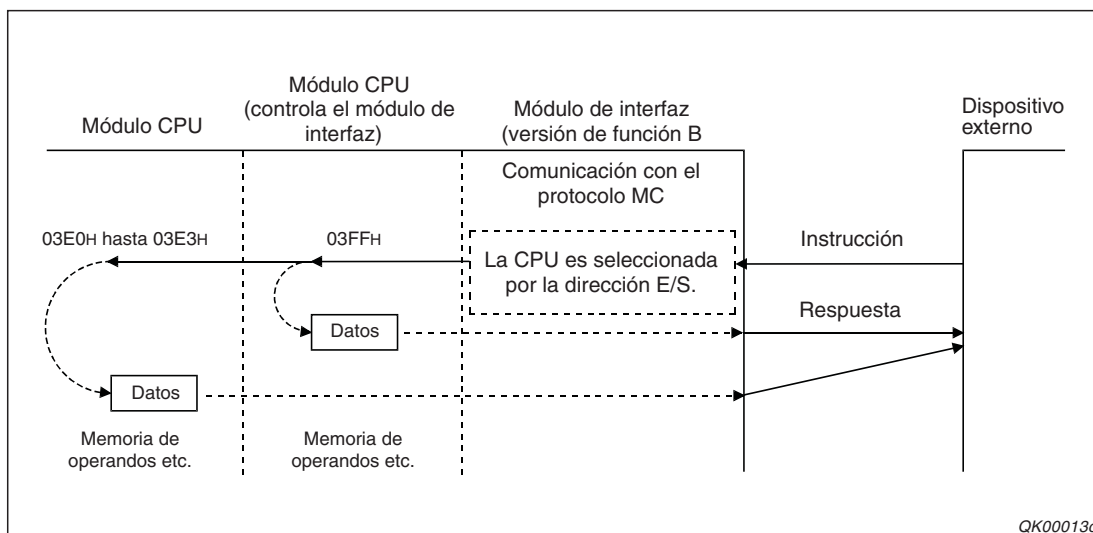 Módulo CPU
Módulo CPU
(controla el módulo de
interfaz)
Módulo de interfaz
(versión de función B
Dispositivo
externo
Comunicación con el
protocolo MC
03E0H hasta 03E3H
03FFH
La CPU es seleccionada
por la dirección E/S.
Instrucción
Respuesta
Datos
Datos
Memoria de
operandos etc.
Memoria de
operandos etc.
QK00013c